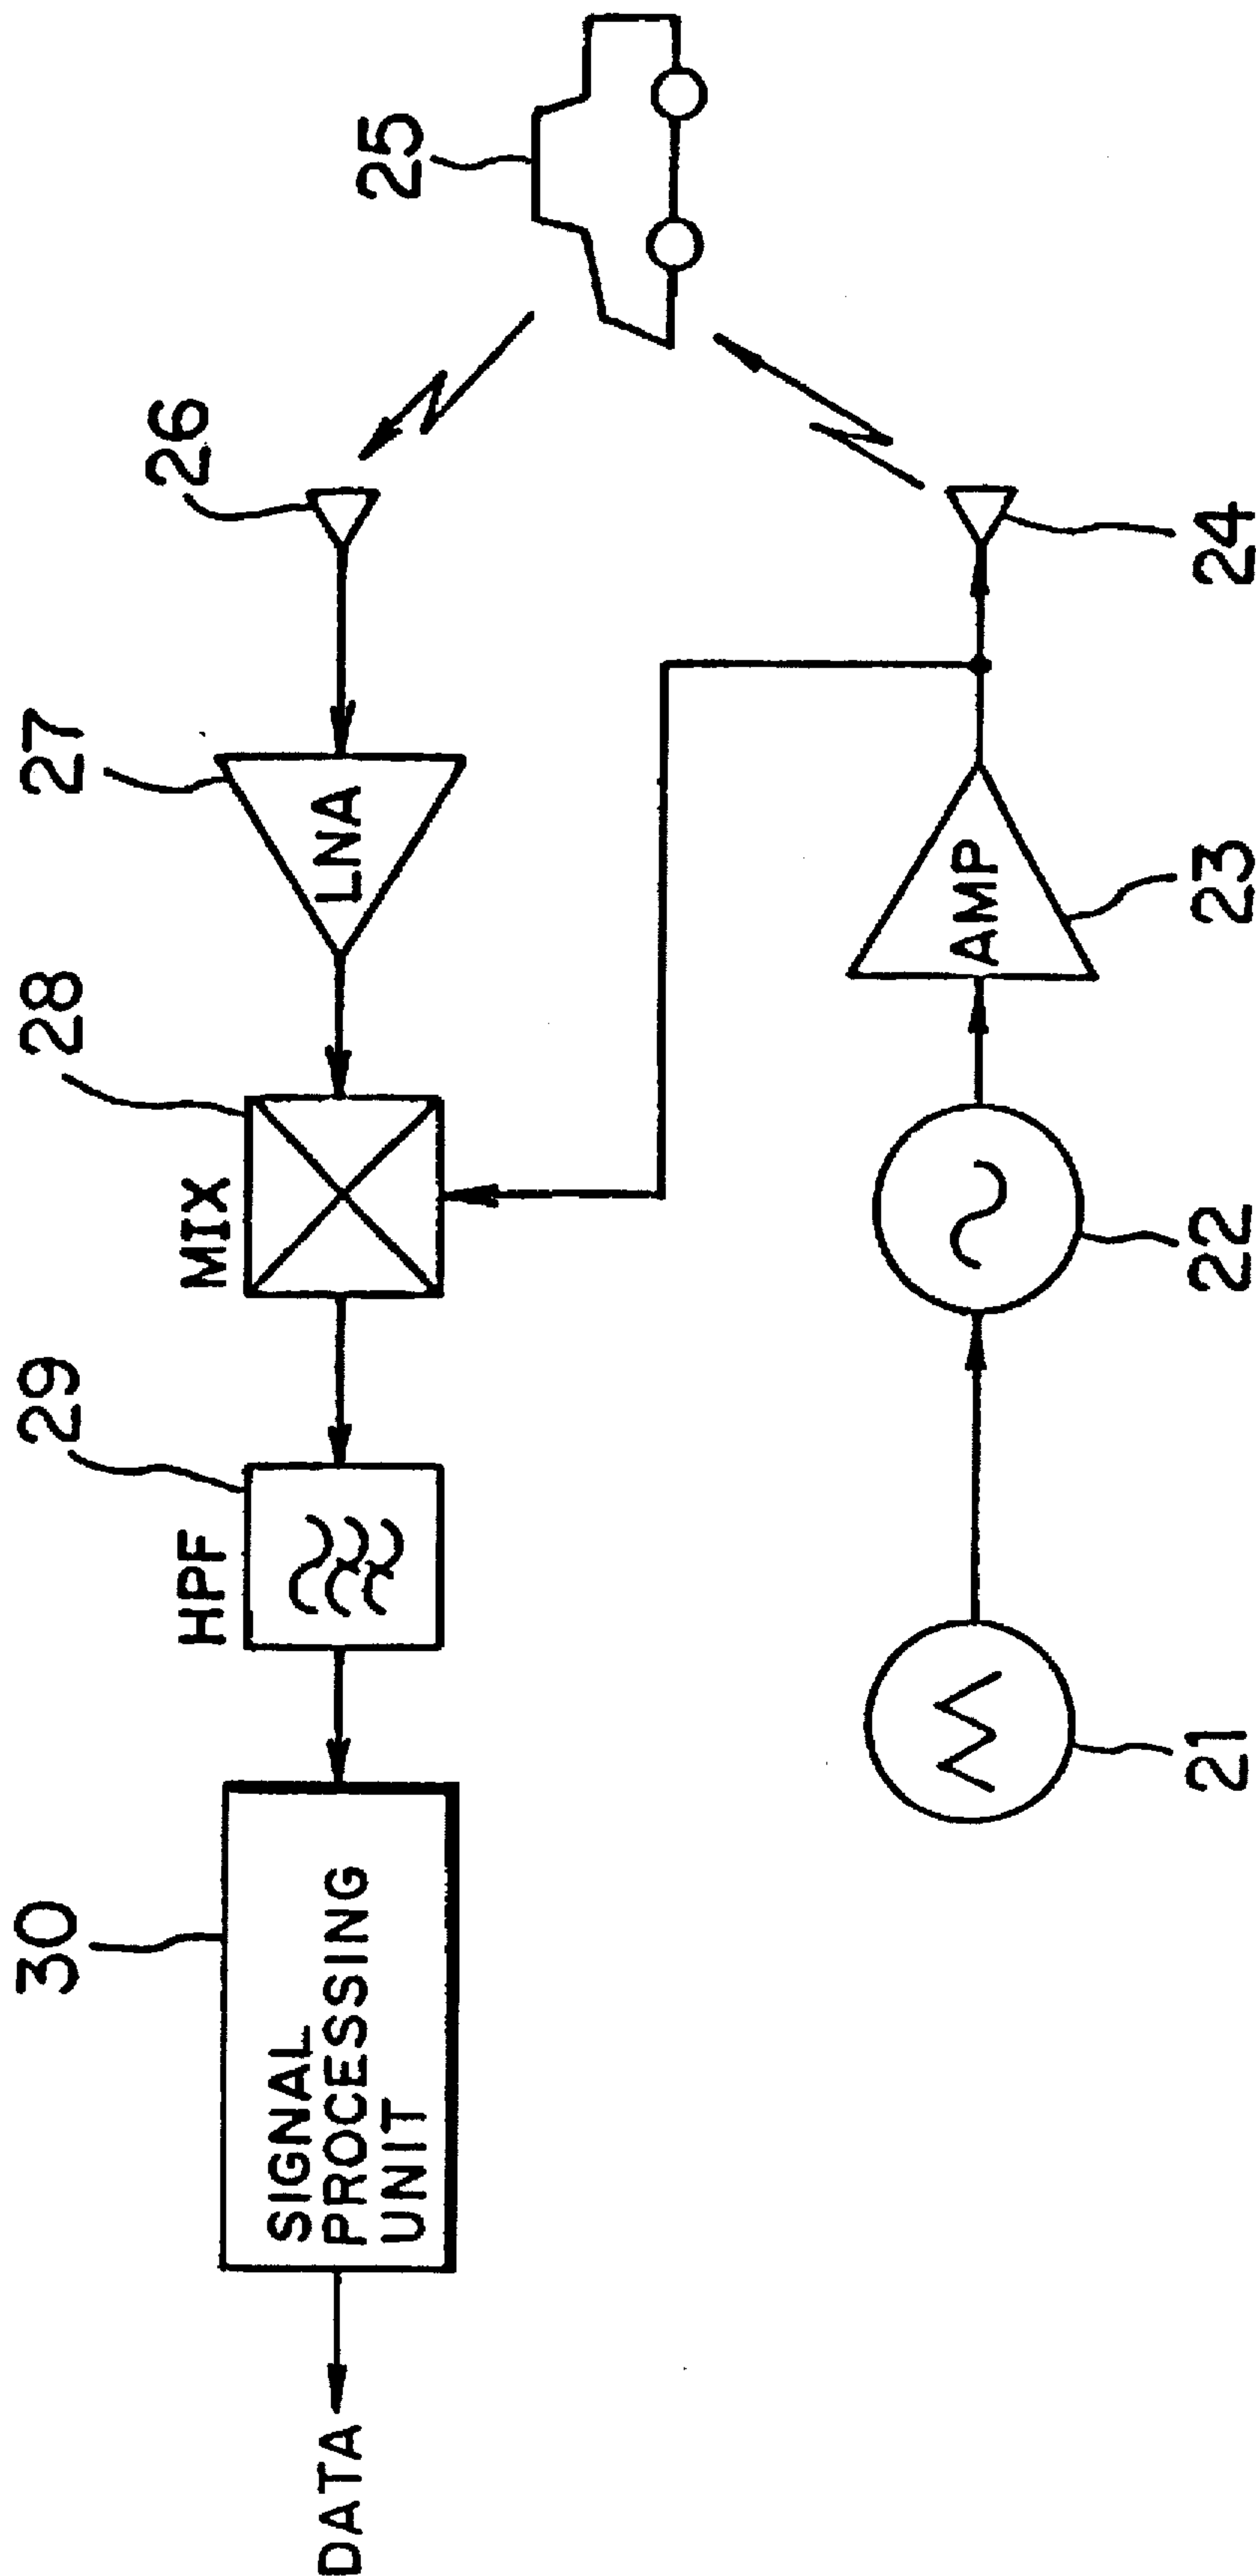 DATA
30
SIGNAL
PROCESSING
UNIT
29
HPF
28
MIX
27
LNA
26
25
21
22
23
AMP
24